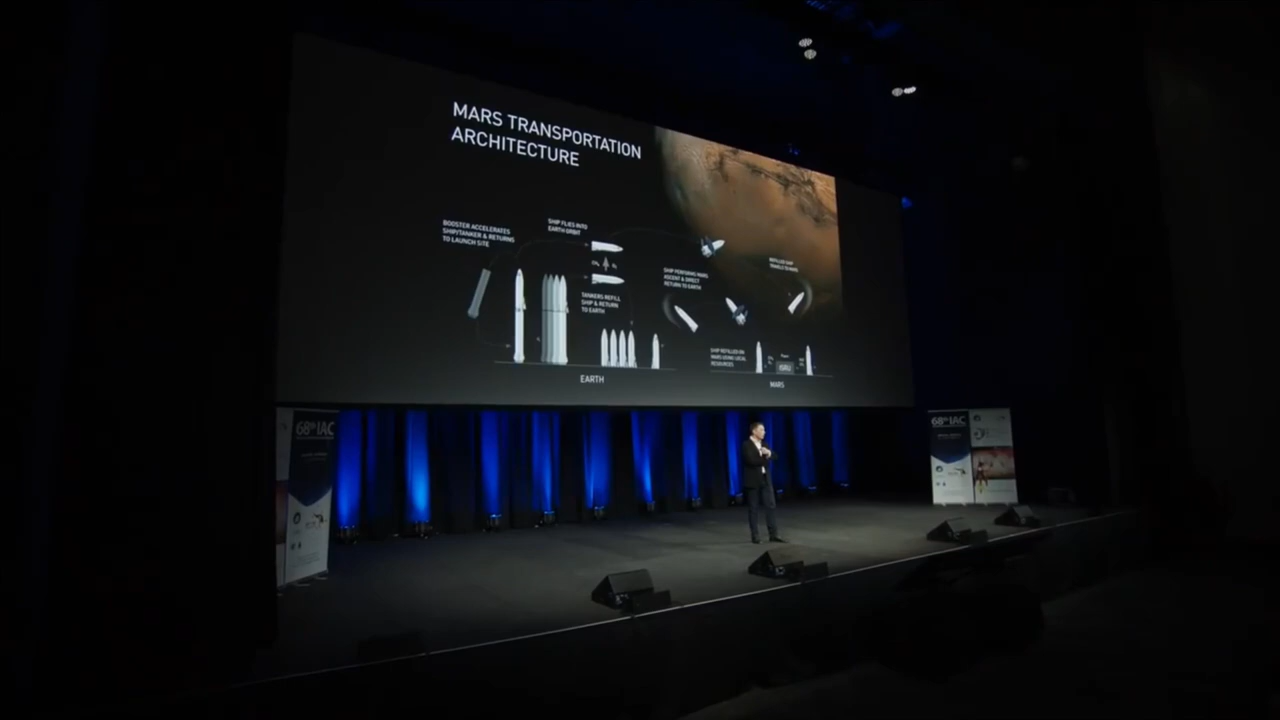 MARS TRANSPORTATION
ARCHITECTURE
BOOSTER ACCELERATES
SHIP/TANKER & RETURNS
TO LAUNCH SITE
SHIP FLIES INTO
EARTH ORBIT
TANKERS REFILL
SHIP & RETURN
TO EARTH
SHIP PERFORMING MARS
ASCENT & DIRECT
RETURN TO EARTH
REFILLED SHIP
TRAVELS TO MARS
SHIP REFILLED ON
MARS USING LOCAL
RESOURCES
ISRU
EARTH
MARS
68th IAC
68th IAC